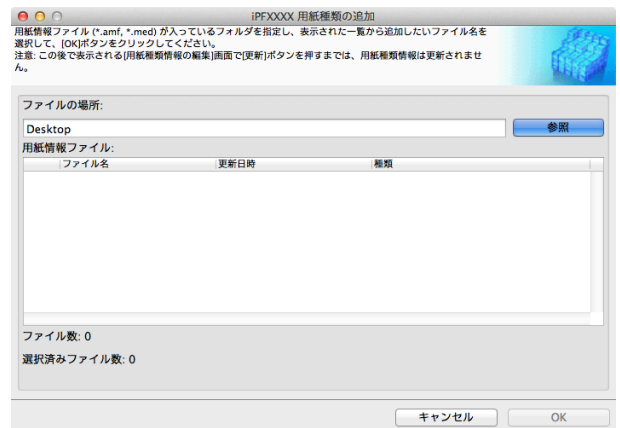 iPFXXXX 用紙種類の追加
用紙情報ファイル (*.amf, *.med) が入っているフォルダを指定し、表示された一覧から追加したいファイル名を
選択して、[OK]ボタンをクリックしてください。
注意: この後で表示される[用紙種類情報の編集]画面で[更新]ボタンを押すまでは、用紙種類情報は更新されませ
ん。
ファイルの場所:
Desktop
参照
用紙情報ファイル:
ファイル名 更新日時 種類
ファイル数: 0
選択済みファイル数: 0
キャンセル OK